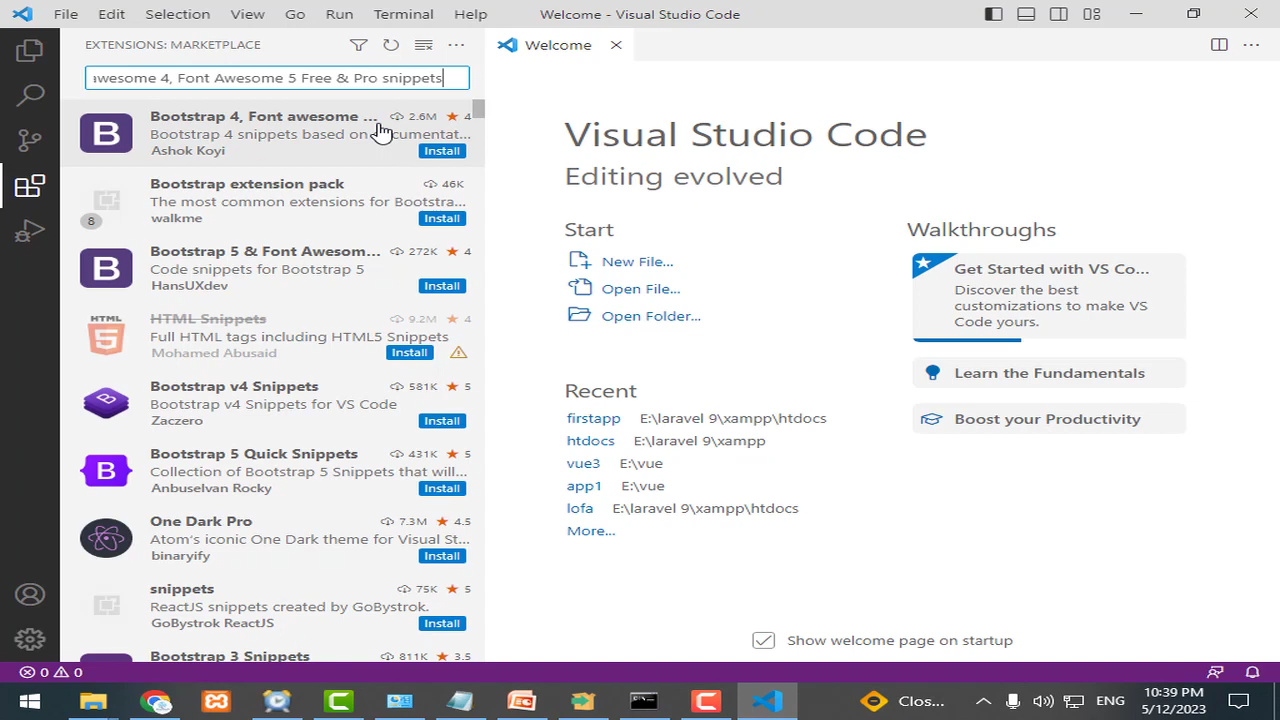 File Edit Selection View Go Run Terminal Help Welcome - Visual Studio Code
EXTENSIONS: MARKETPLACE
awesome 4, Font Awesome 5 Free & Pro snippets
Bootstrap 4, Font awesome ... 2.6M 4
Bootstrap 4 snippets based on documentat...
Ashok Koyi Install
Bootstrap extension pack 46K
The most common extensions for Bootstra...
walkme Install
8
Bootstrap 5 & Font Awesom... 272K 4
Code snippets for Bootstrap 5
HansUXdev Install
HTML Snippets 9.2M 4
HTML
5
Full HTML tags including HTML5 Snippets
Mohamed Abusaid Install
Bootstrap v4 Snippets 581K 5
Bootstrap v4 Snippets for VS Code
Zaczero Install
Bootstrap 5 Quick Snippets 431K 5
Collection of Bootstrap 5 Snippets that will...
Anbuselvan Rocky Install
One Dark Pro 7.3M 4.5
Atom's iconic One Dark theme for Visual St...
binaryify Install
snippets 75K 5
ReactJS snippets created by GoBystrok.
GoBystrok ReactJS Install
Bootstrap 3 Snippets 811K 3.5
Welcome
Visual Studio Code
Editing evolved
Start
New File...
Open File...
Open Folder...
Recent
firstapp E:\laravel 9\xampp\htdocs
htdocs E:\laravel 9\xampp
vue3 E:\vue
app1 E:\vue
lofa E:\laravel 9\xampp\htdocs
More...
Walkthroughs
Get Started with VS Co...
Discover the best
customizations to make VS
Code yours.
Learn the Fundamentals
Boost your Productivity
Show welcome page on startup
0 0
Clos... ENG 10:39 PM
5/12/2023